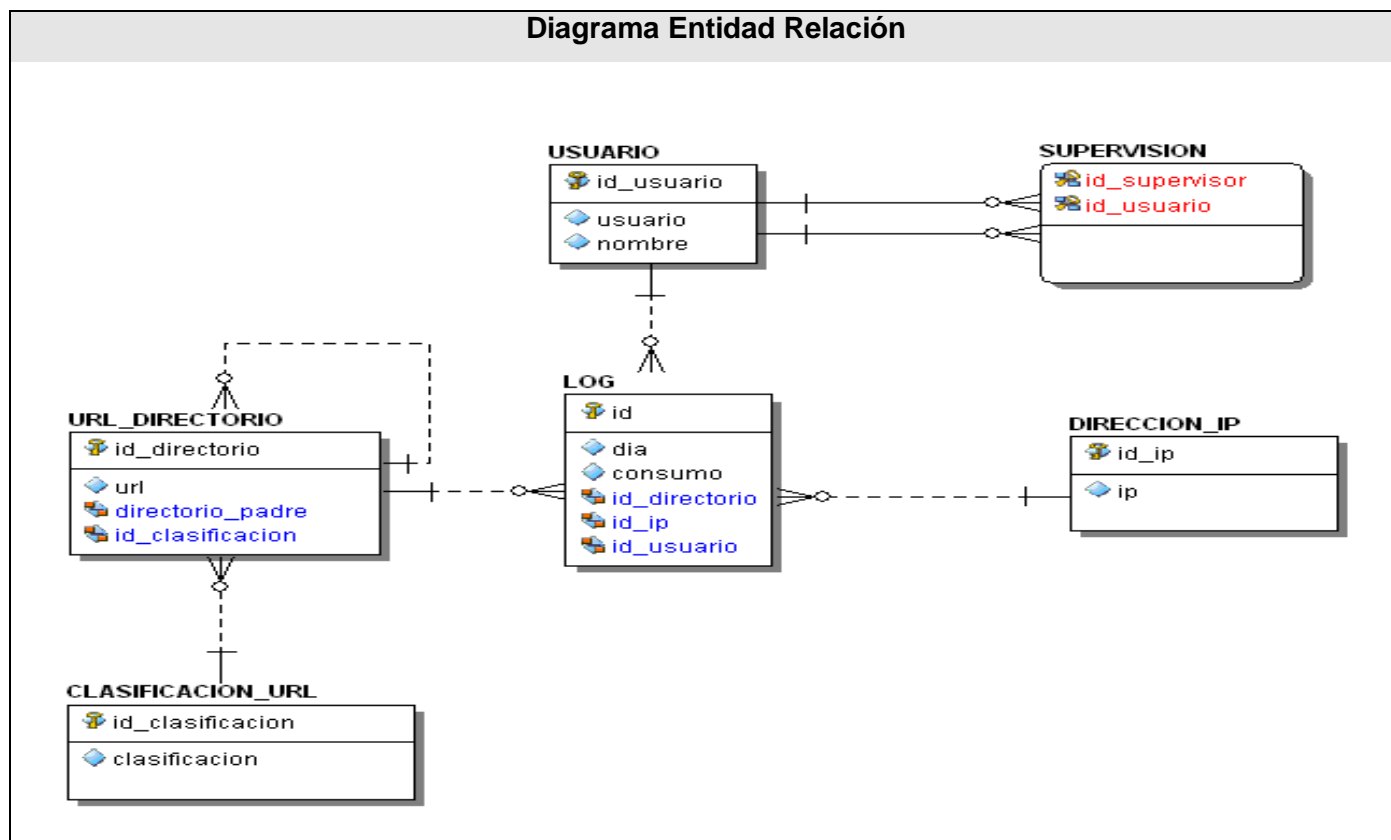 Diagrama Entidad Relación
USUARIO
id_usuario
usuario
nombre
SUPERVISION
id_supervisor
id_usuario
URL_DIRECTORIO
id_directorio
url
directorio_padre
id_clasificacion
LOG
id
dia
consumo
id_directorio
id_ip
id_usuario
DIRECCION_IP
id_ip
ip
CLASIFICACION_URL
id_clasificacion
clasificacion